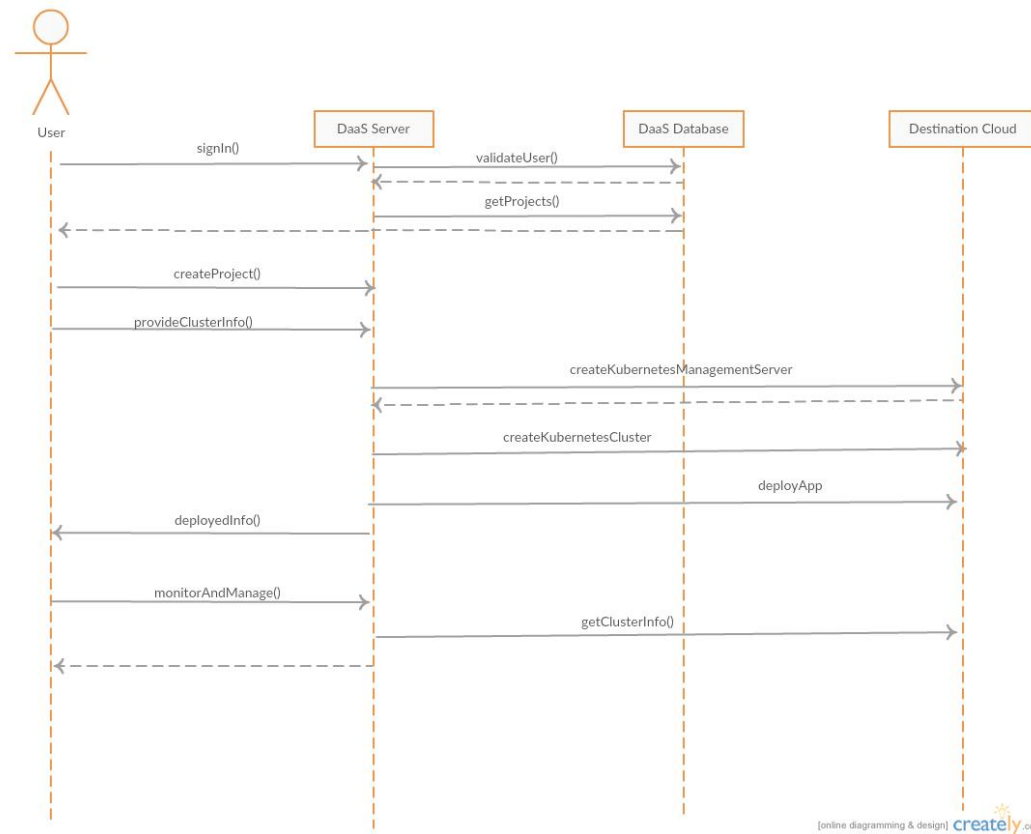 User
DaaS Server
DaaS Database
Destination Cloud
signIn()
validateUser()
getProjects()
createProject()
provideClusterInfo()
createKubernetesManagementServer
createKubernetesCluster
deployApp
deployedInfo()
monitorAndManage()
getClusterInfo()
[online diagramming & design] creately.co